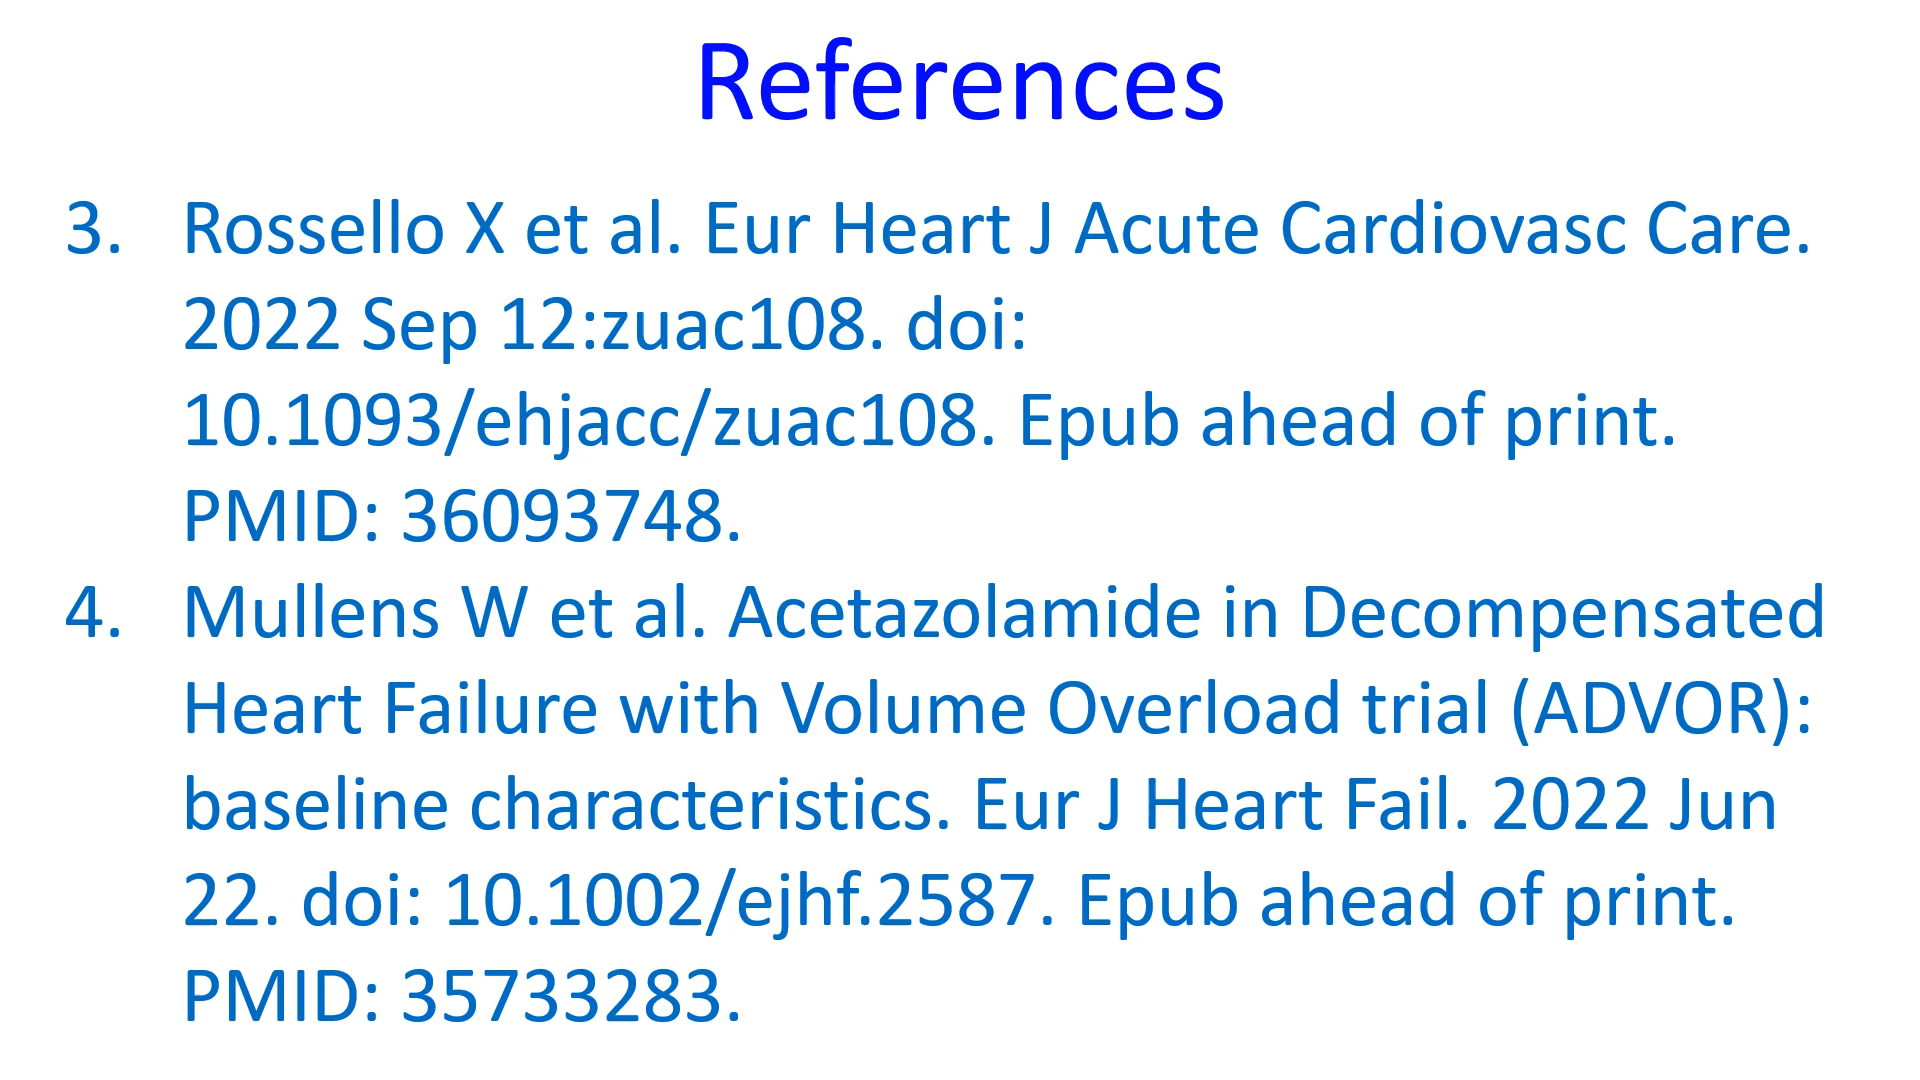 References
3. Rossello X et al. Eur Heart J Acute Cardiovasc Care.
2022 Sep 12:zuac108. doi:
10.1093/ehjacc/zuac108. Epub ahead of print.
PMID: 36093748.
4. Mullens W et al. Acetazolamide in Decompensated
Heart Failure with Volume Overload trial (ADVOR):
baseline characteristics. Eur J Heart Fail. 2022 Jun
22. doi: 10.1002/ejhf.2587. Epub ahead of print.
PMID: 35733283.